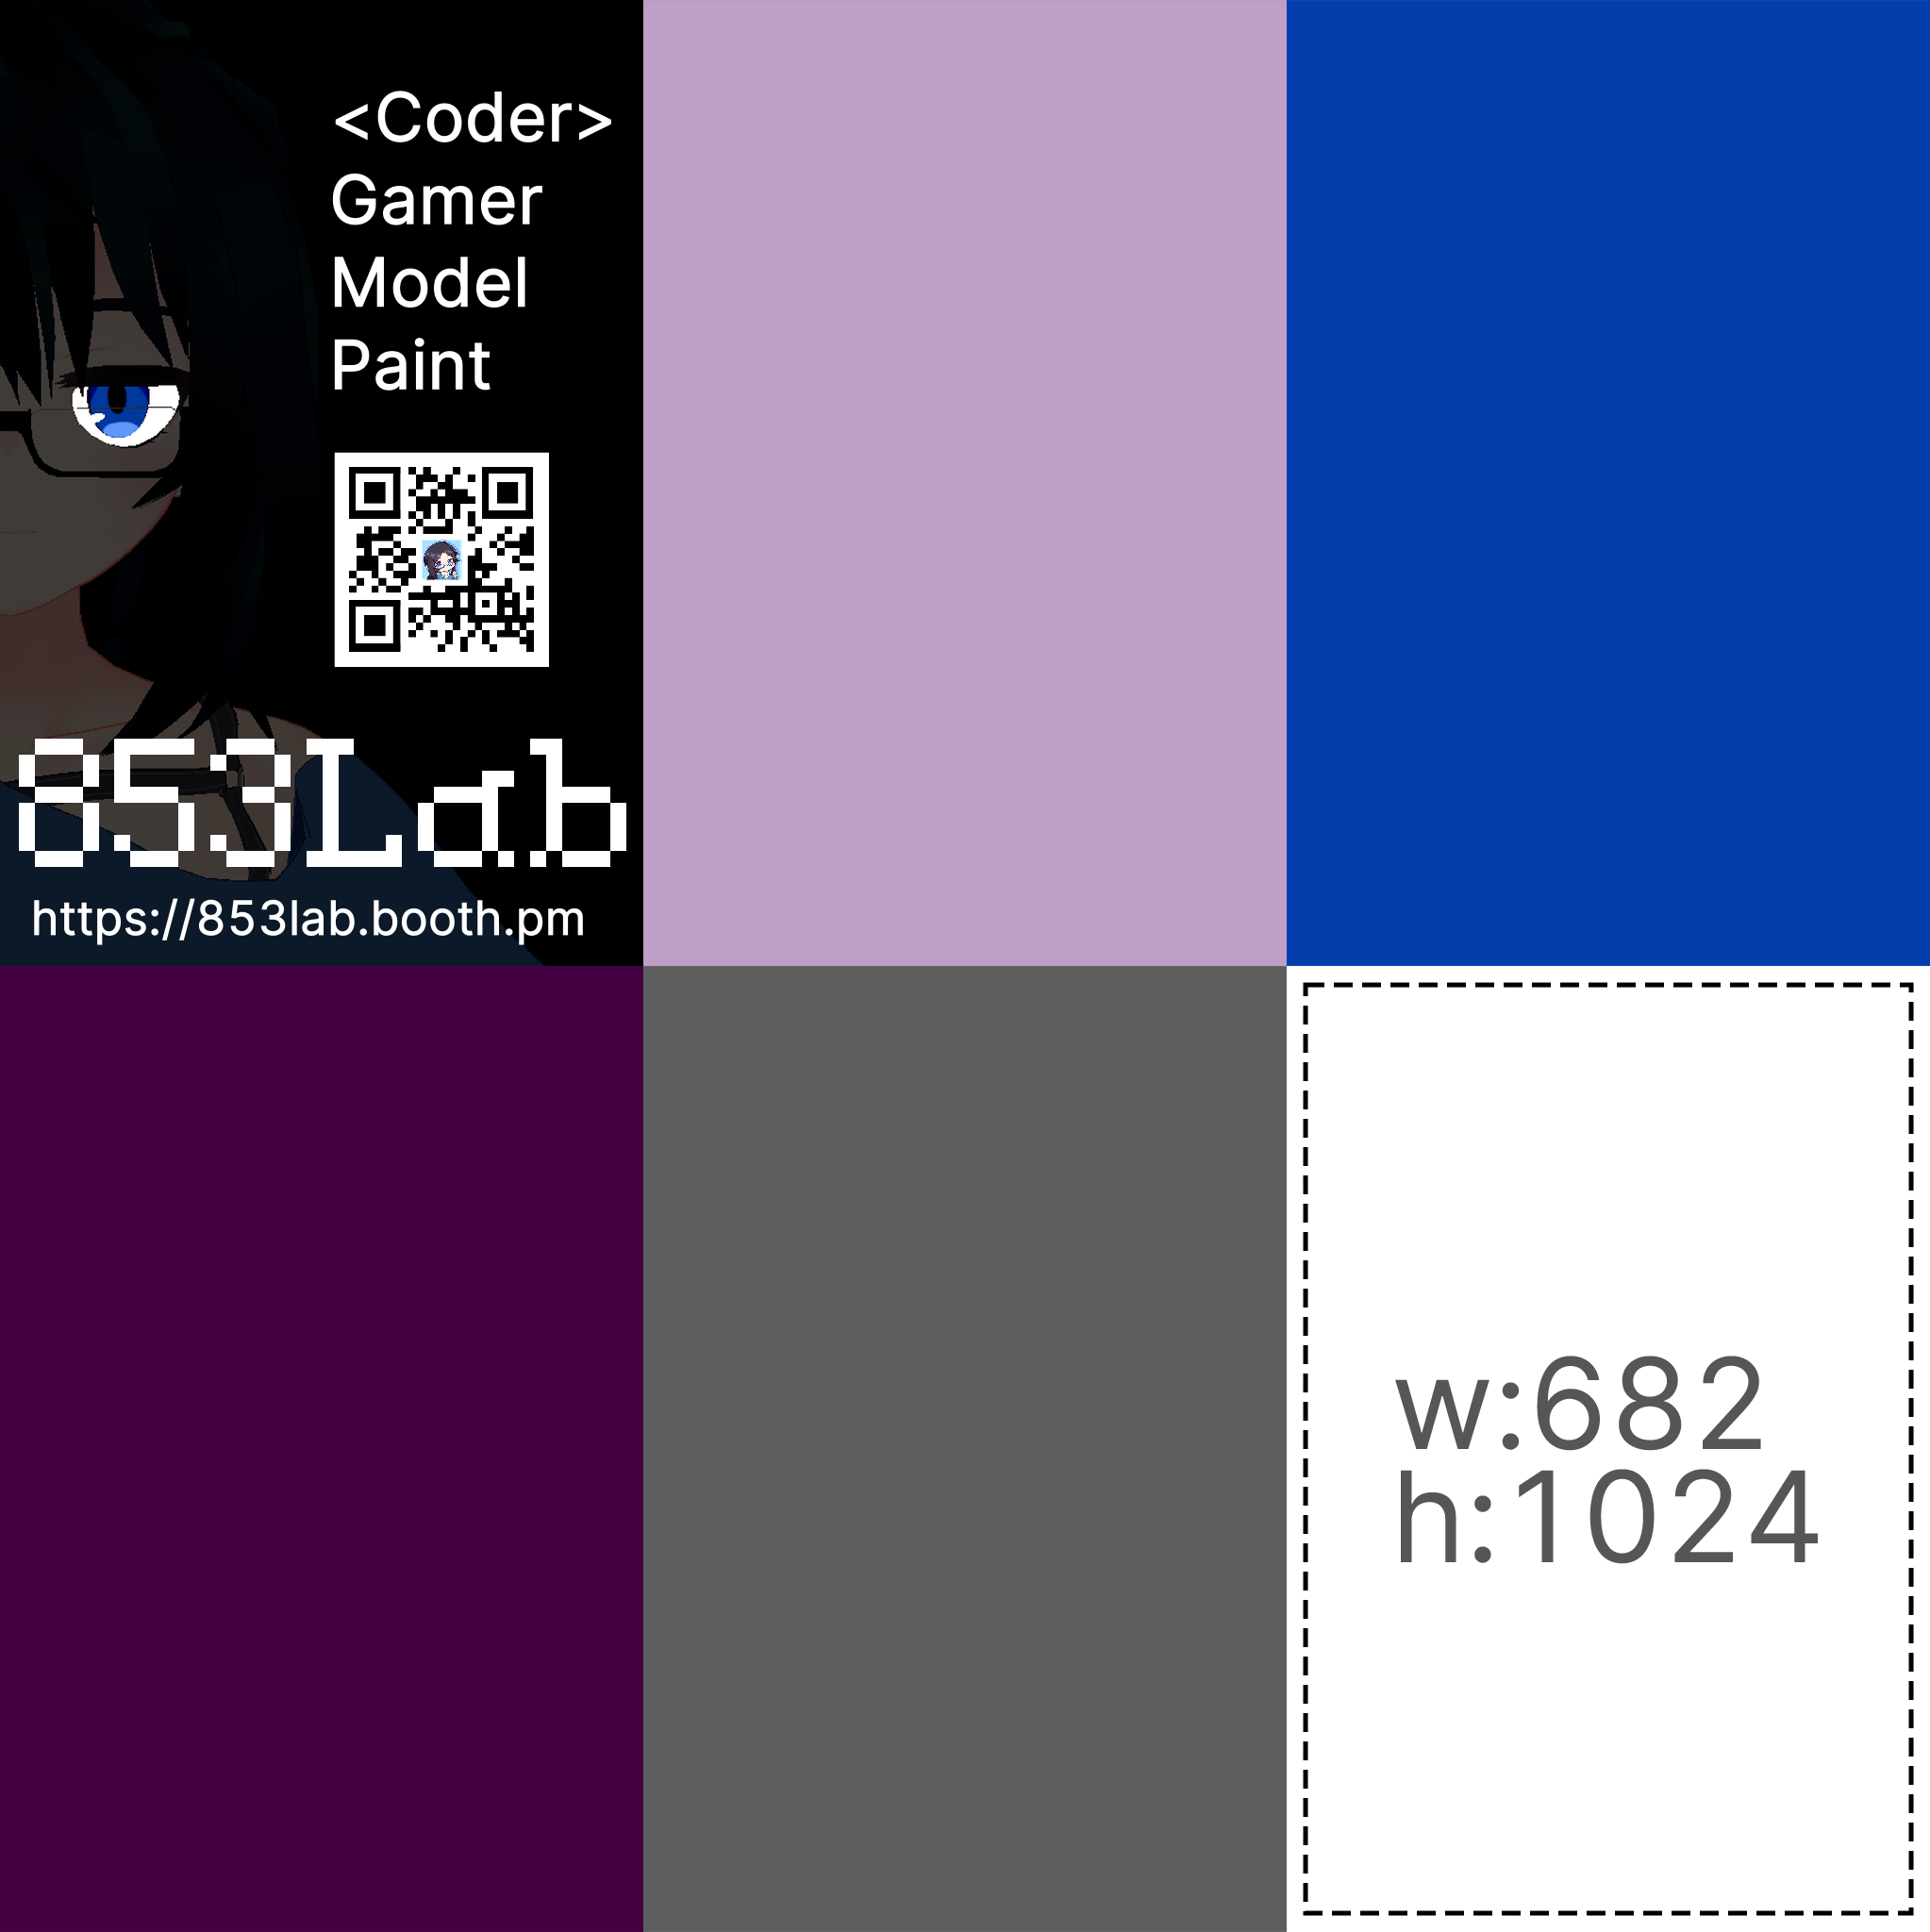 <Coder>
Gamer
Model
Paint
853Lab
https://853lab.booth.pm
w:682
h:1024